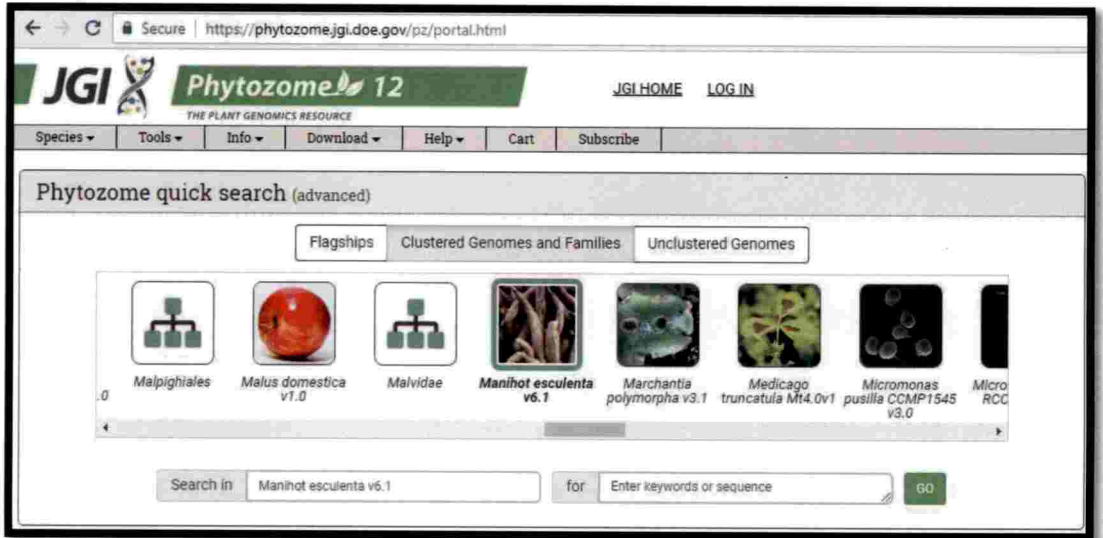 Secure | https://phytozome.jgi.doe.gov/pz/portal.html
JGI Phytozome 12 JGI HOME LOG IN
THE PLANT GENOMICS RESOURCE
Species Tools Info Download Help Cart Subscribe
Phytozome quick search (advanced)
Flagships Clustered Genomes and Families Unclustered Genomes
.0
Malpighiales
Malus domestica
v1.0
Malvidae
Manihot esculenta
v6.1
Marchantia
polymorpha v3.1
Medicago
truncatula Mt4.0v1
Micromonas
pusilla CCMP1545
v3.0
Micro
RCC
Search in Manihot esculenta v6.1 for Enter keywords or sequence GO